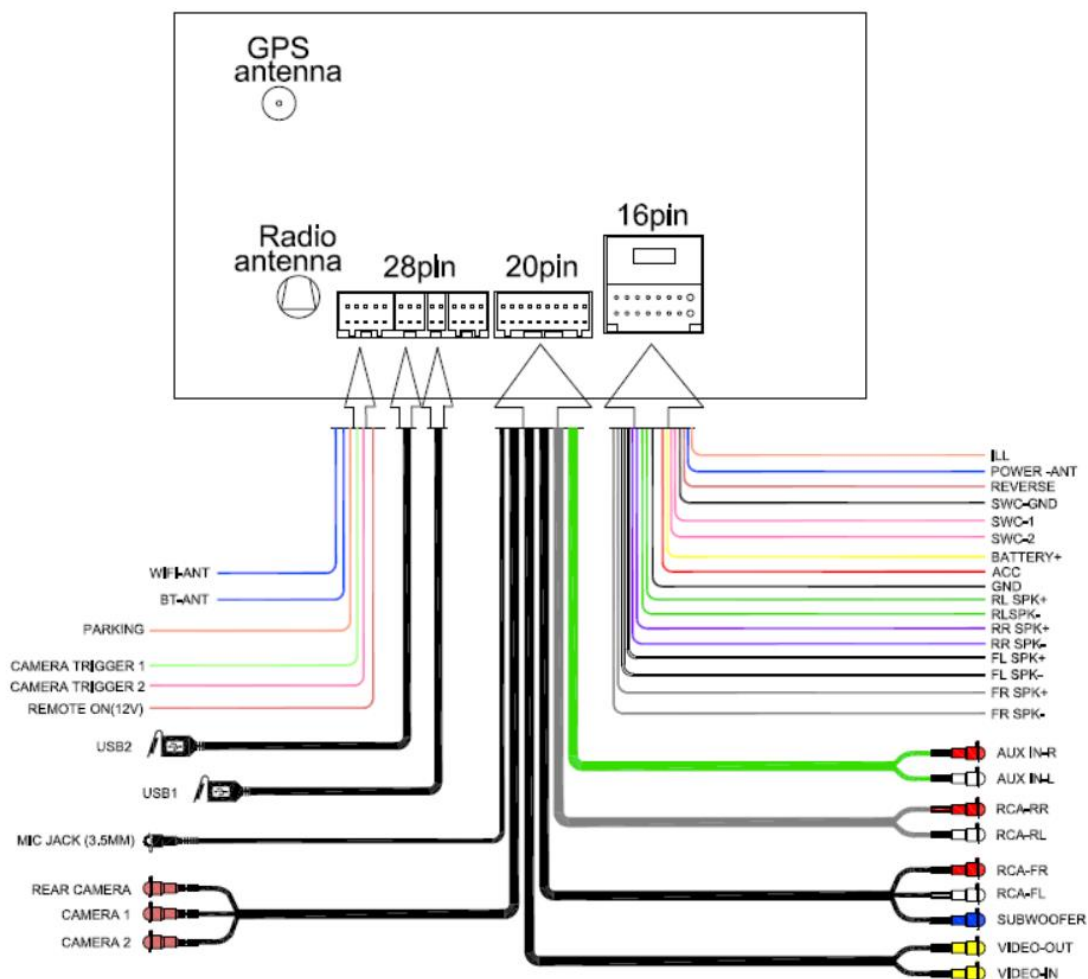 GPS
antenna
Radio
antenna
28pin
20pin
16pin
WIFI-ANT
BT-ANT
PARKING
CAMERA TRIGGER 1
CAMERA TRIGGER 2
REMOTE ON(12V)
USB2
USB1
MIC JACK (3.5MM)
REAR CAMERA
CAMERA 1
CAMERA 2
ILL
POWER -ANT
REVERSE
SWC-GND
SWC-1
SWC-2
BATTERY+
ACC
GND
RL SPK+
RLSPK-
RR SPK+
RR SPK-
FL SPK+
FL SPK-
FR SPK+
FR SPK-
AUX IN-R
AUX IN-L
RCA-RR
RCA-RL
RCA-FR
RCA-FL
SUBWOOFER
VIDEO-OUT
VIDEO-IN